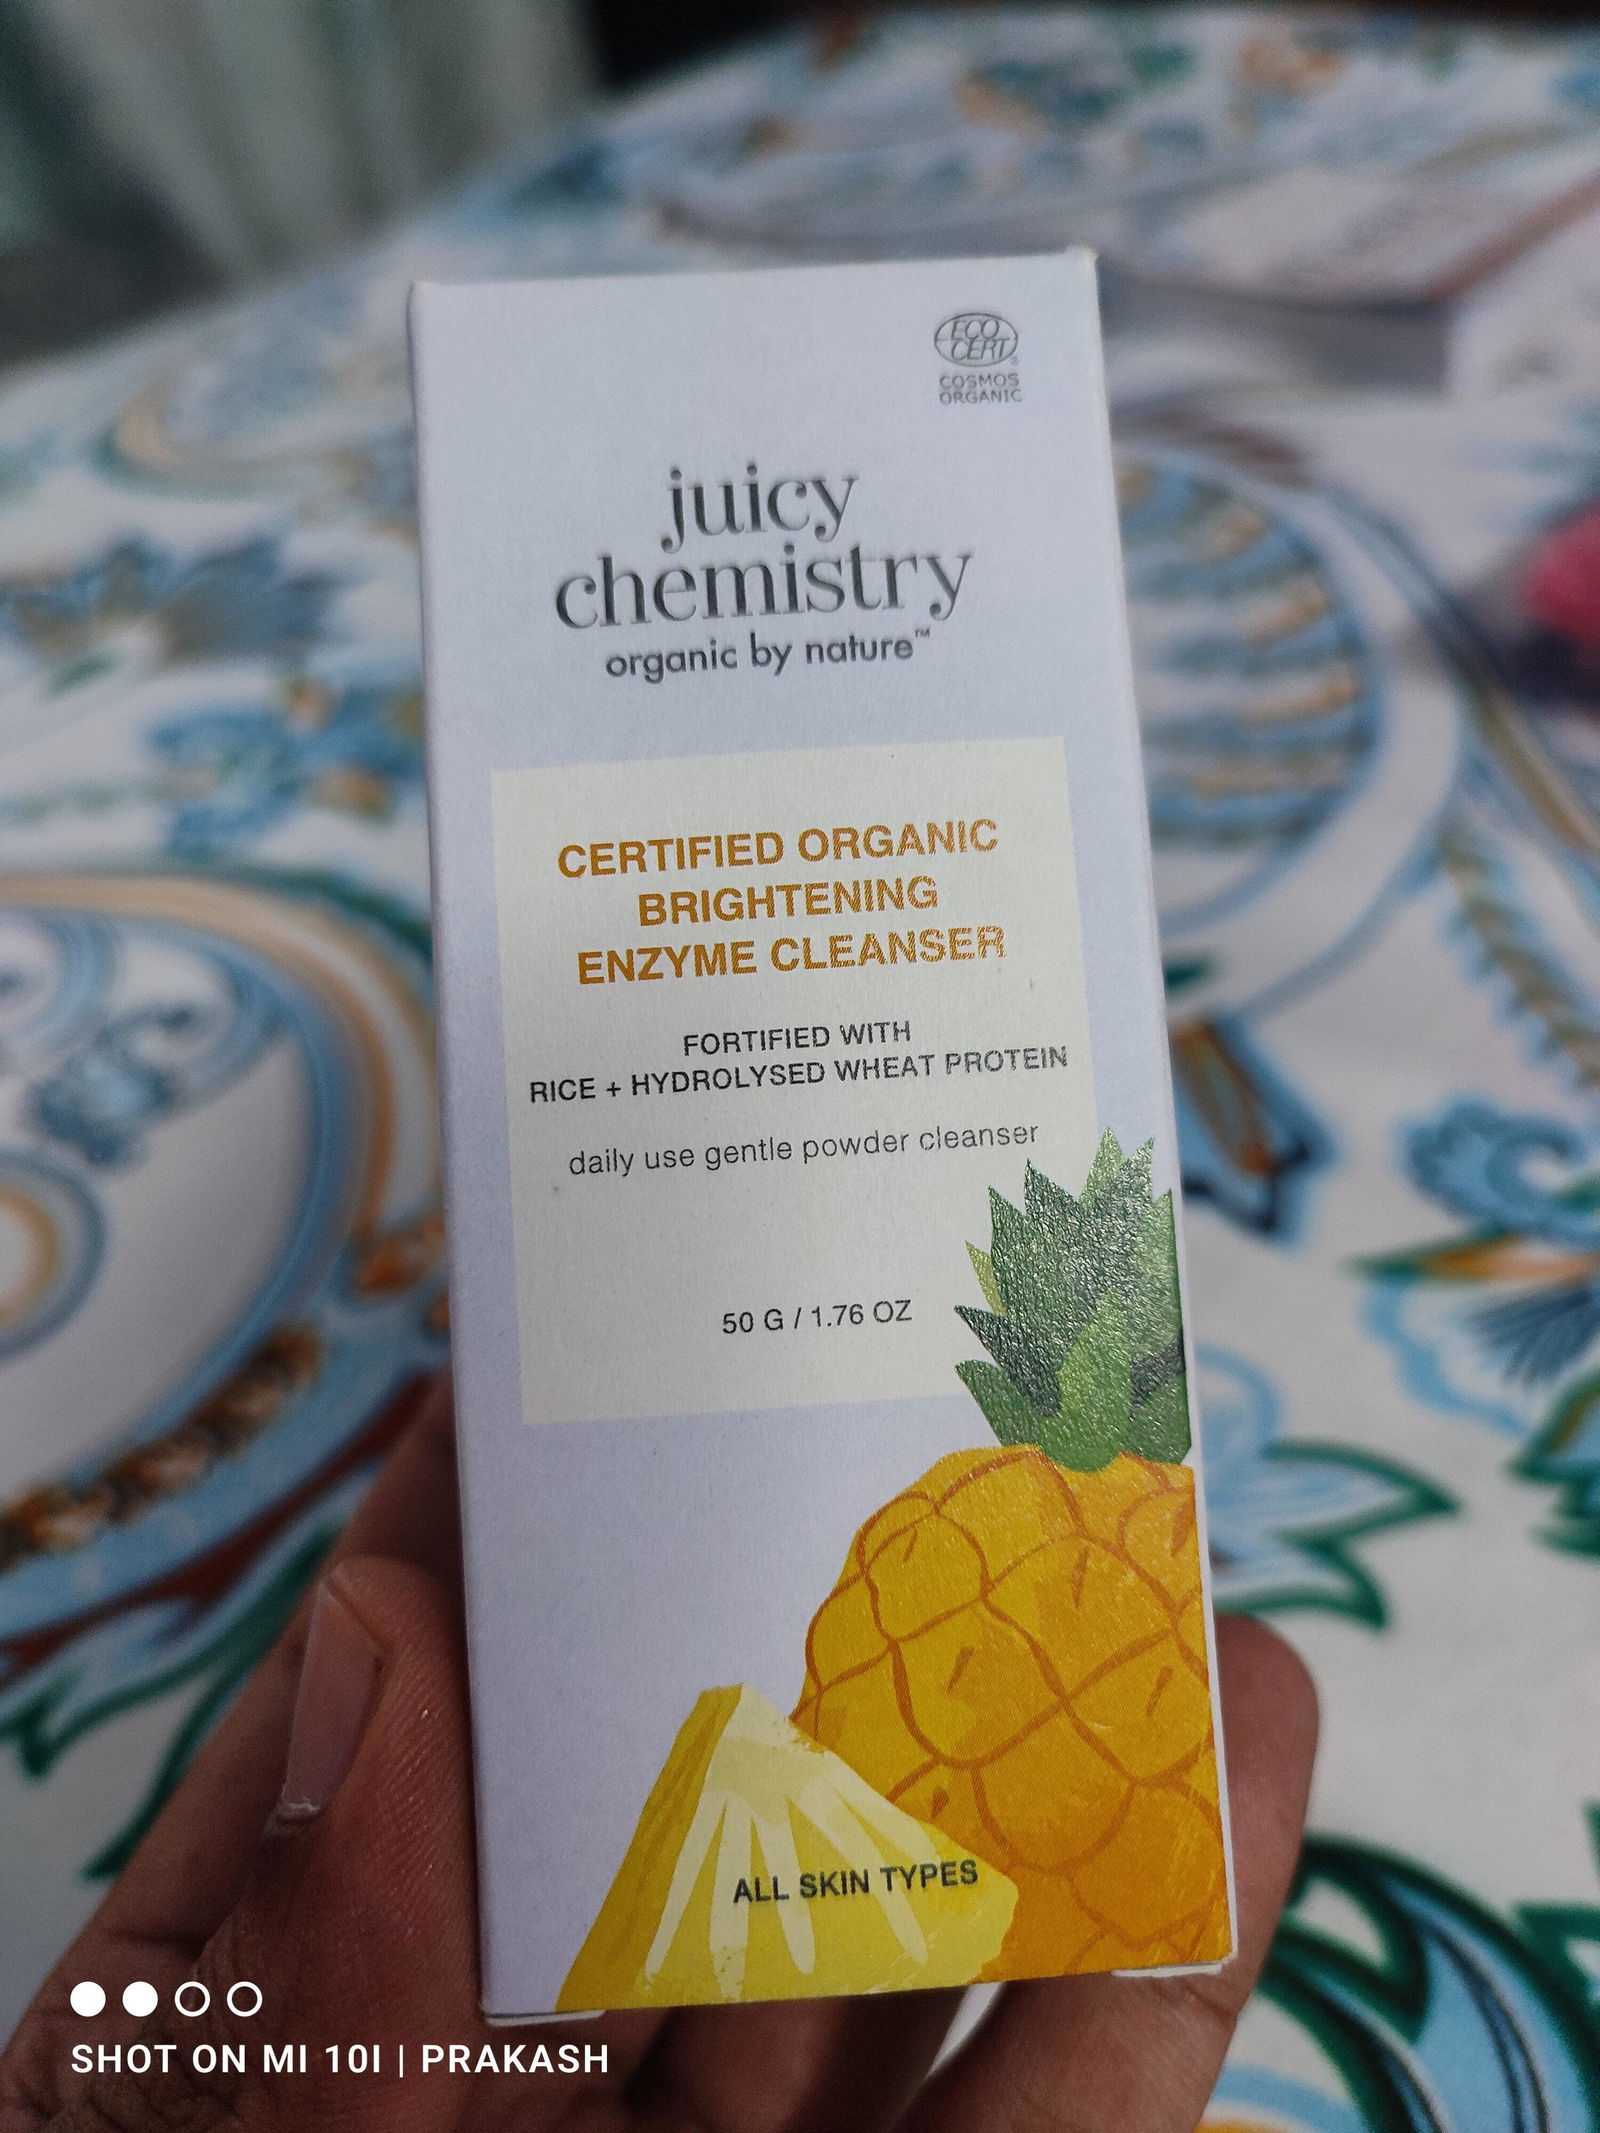 ECO
CERT
COSMOS
ORGANIC
juicy
chemistry
organic by nature™
CERTIFIED ORGANIC
BRIGHTENING
ENZYME CLEANSER
FORTIFIED WITH
RICE + HYDROLYSED WHEAT PROTEIN
daily use gentle powder cleanser
50 G / 1.76 OZ
ALL SKIN TYPES
SHOT ON MI 10I | PRAKASH